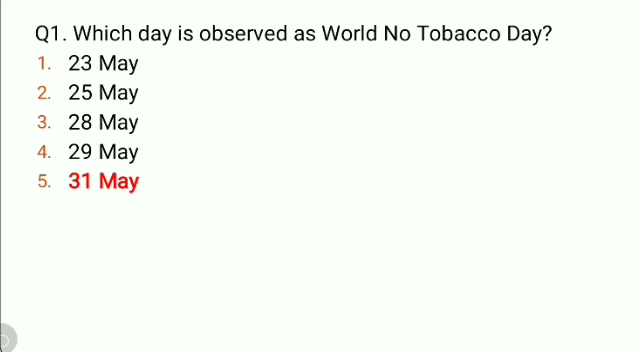 Q1. Which day is observed as World No Tobacco Day?
1. 23 May
2. 25 May
3. 28 May
4. 29 May
5. 31 May